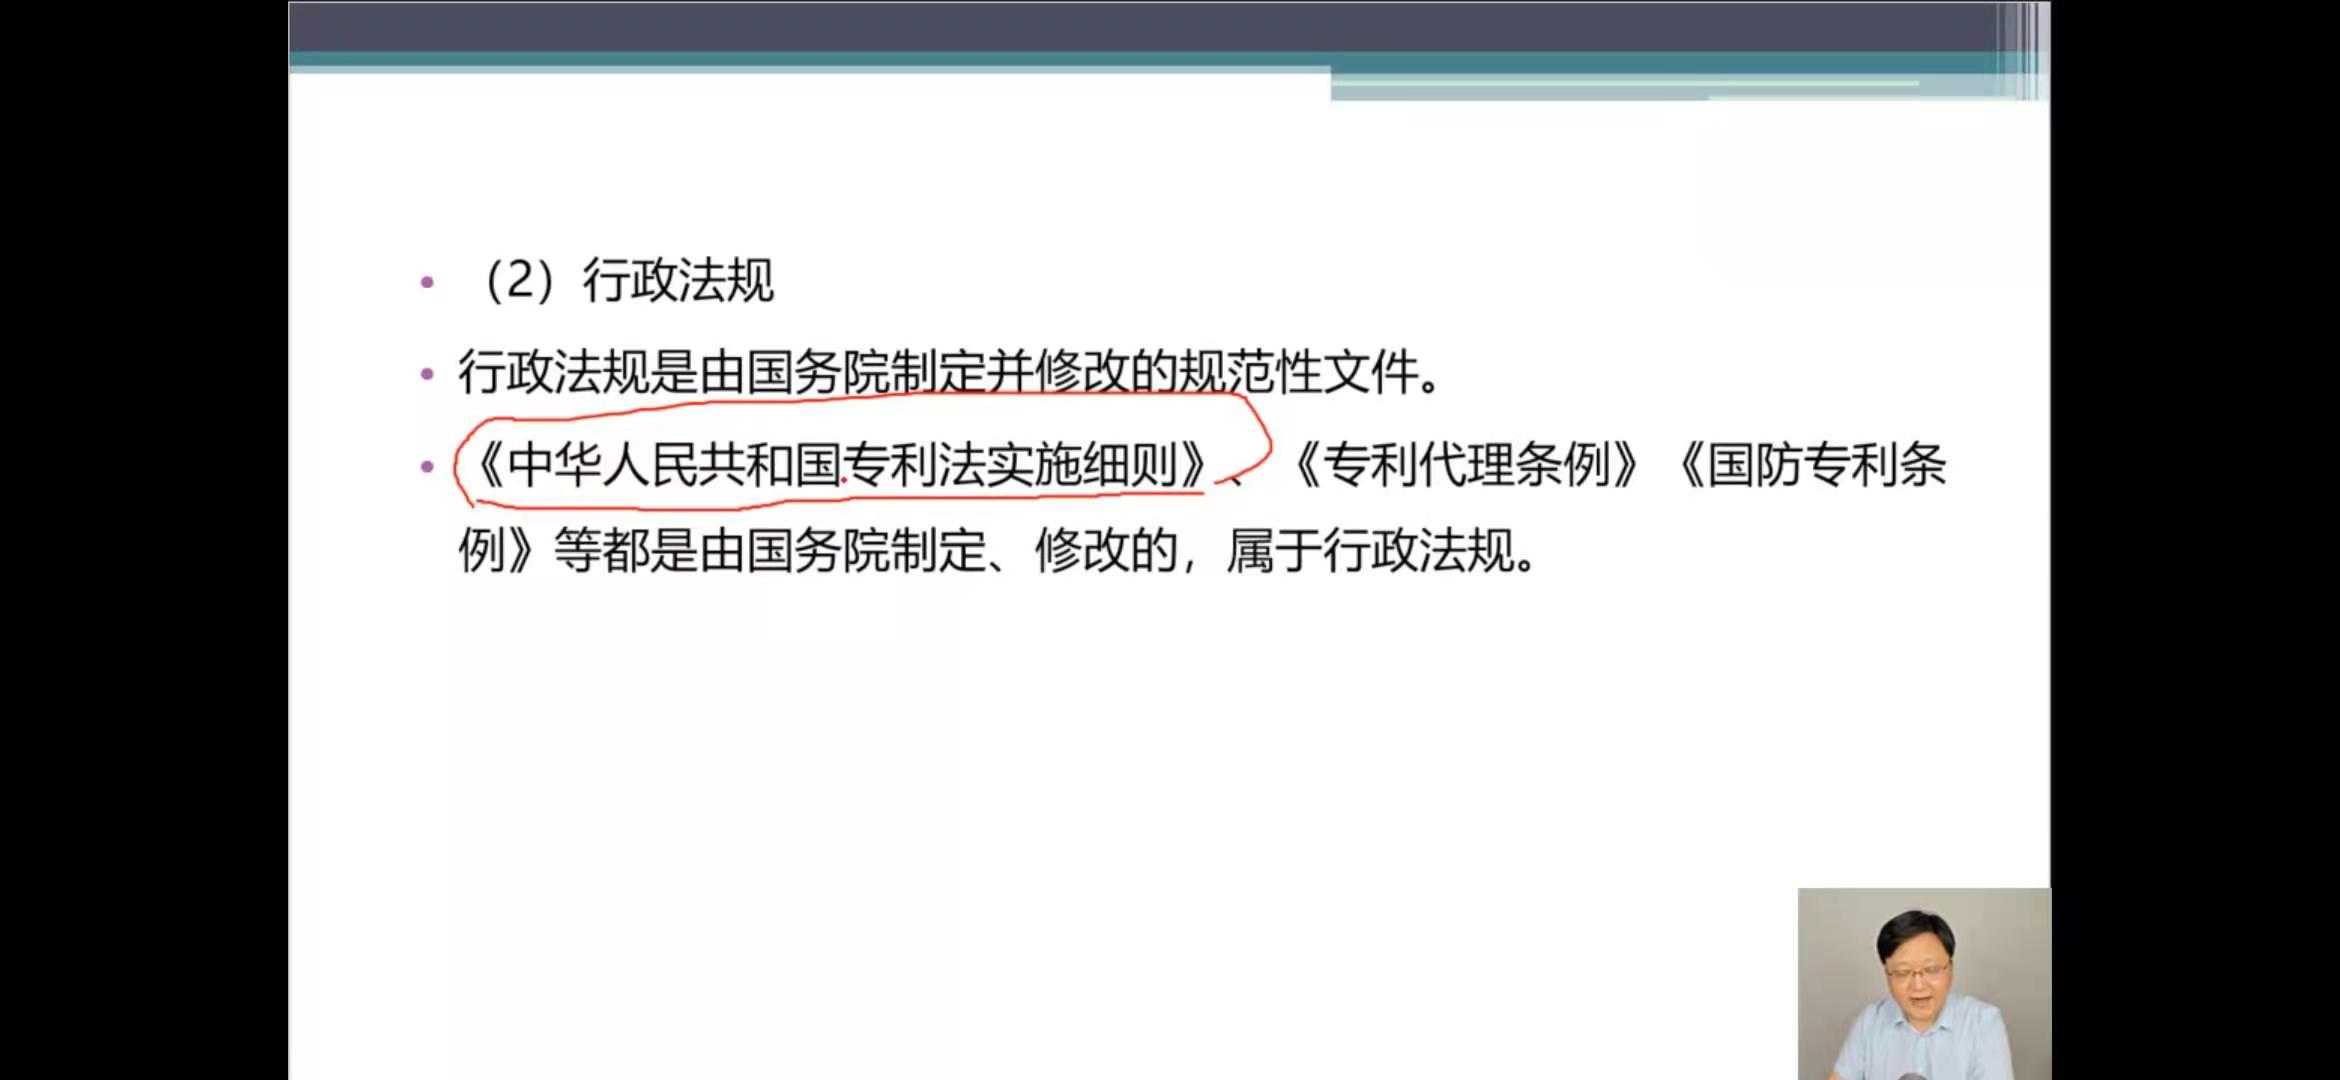 （2）行政法规
行政法规是由国务院制定并修改的规范性文件。
《中华人民共和国专利法实施细则》、《专利代理条例》《国防专利条
例》等都是由国务院制定、修改的，属于行政法规。